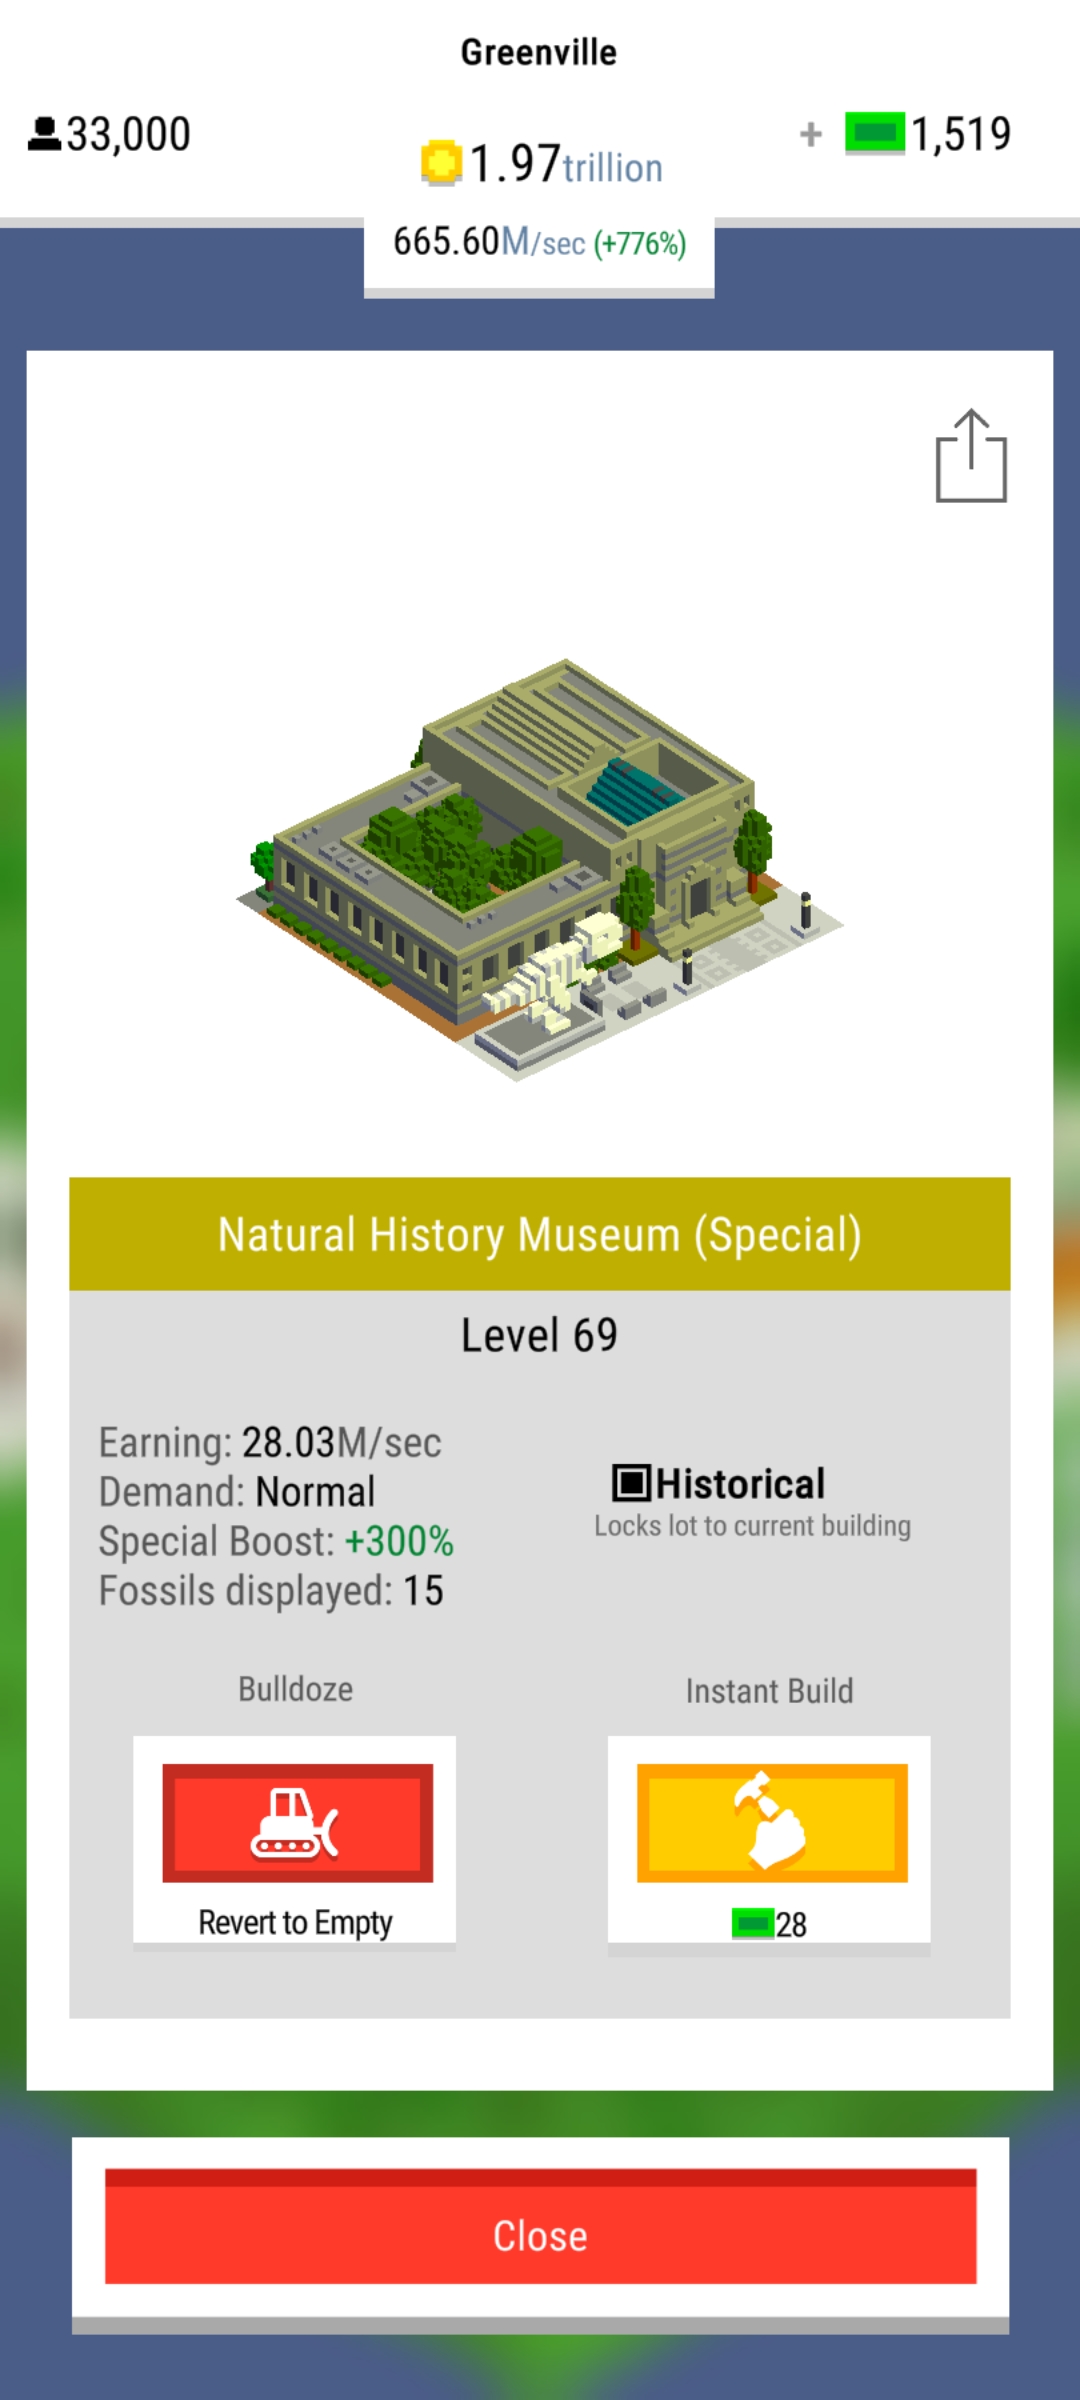 Greenville
33,000
1.97trillion
+ 1,519
665.60M/sec (+776%)
Natural History Museum (Special)
Level 69
Earning: 28.03M/sec
Demand: Normal
Special Boost: +300%
Fossils displayed: 15
Historical
Locks lot to current building
Bulldoze
Revert to Empty
Instant Build
28
Close